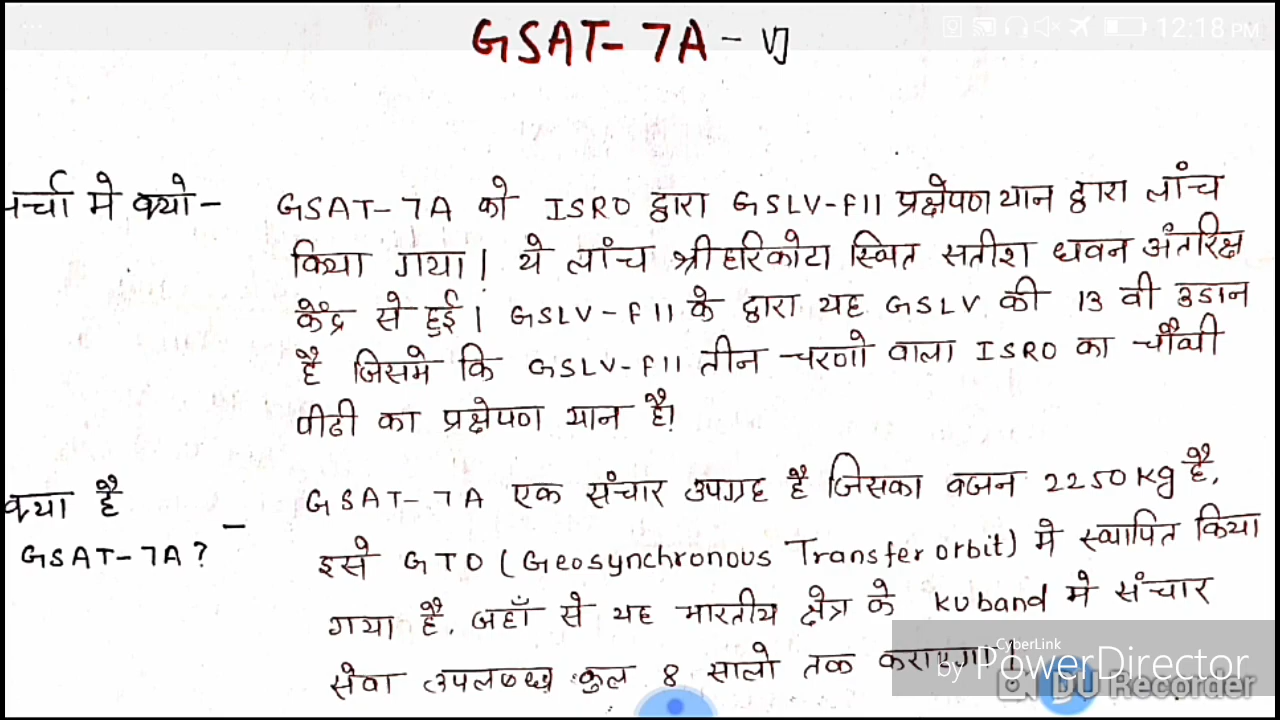 12:18 PM
GSAT-7A -
र्चा मे क्यो - GSAT-7A को ISRO द्वारा GSLV-F11 प्रक्षेपण यान द्वारा लांच
किया गया। ये लांच श्रीहरिकोटा स्थित सतीश धवन अंतरिक्ष
केंद्र से हुई। GSLV-F11 के द्वारा यह GSLV की 13 वी उडान
है जिसमे कि GSLV-F11 तीन चरणो वाला ISRO का चौथी
पीढी का प्रक्षेपण यान है।
क्या है GSAT-7A एक संचार उपग्रह है जिसका वजन 2250 Kg है,
GSAT-7A? - इसे GTO (Geosynchronous Transfer orbit) मे स्थापित किया
गया है, जहाँ से यह भारतीय क्षेत्र के KU band मे संचार
सेवा उपलब्ध कुल 8 सालो तक कराएगा।
CyberLink
by PowerDirector
DU Recorder